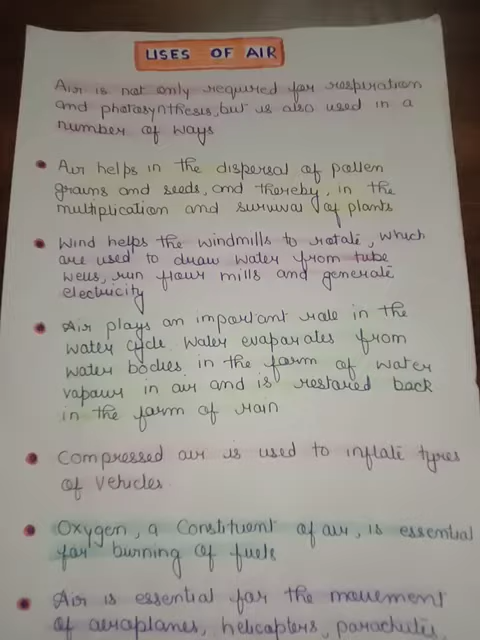 USES OF AIR
Air is not only required for respiration
and photosynthesis, but is also used in a
number of ways
Air helps in the dispersal of pollen
grains and seeds, and thereby, in the
multiplication and survival of plants
Wind helps the windmills to rotate, which
are used to draw water from tube
wells, run flour mills and generate
electricity
Air plays an important role in the
water cycle. Water evaporates from
water bodies in the form of water
vapour in air and is restored back
in the form of rain
Compressed air is used to inflate tyres
of vehicles
Oxygen, a constituent of air, is essential
for burning of fuels
Air is essential for the movement
of aeroplanes, helicopters, parachutes